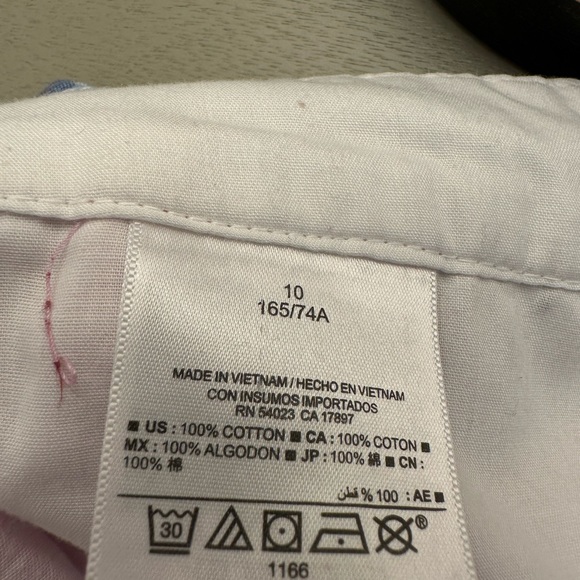 10
165/74A
MADE IN VIETNAM / HECHO EN VIETNAM
CON INSUMOS IMPORTADOS
RN 54023 CA 17897
■ US : 100% COTTON ■ CA : 100% COTON ■
MX : 100% ALGODON ■ JP : 100% 綿 ■ CN :
100% 棉
■ AE : 100 % قطن
30 ®
1166